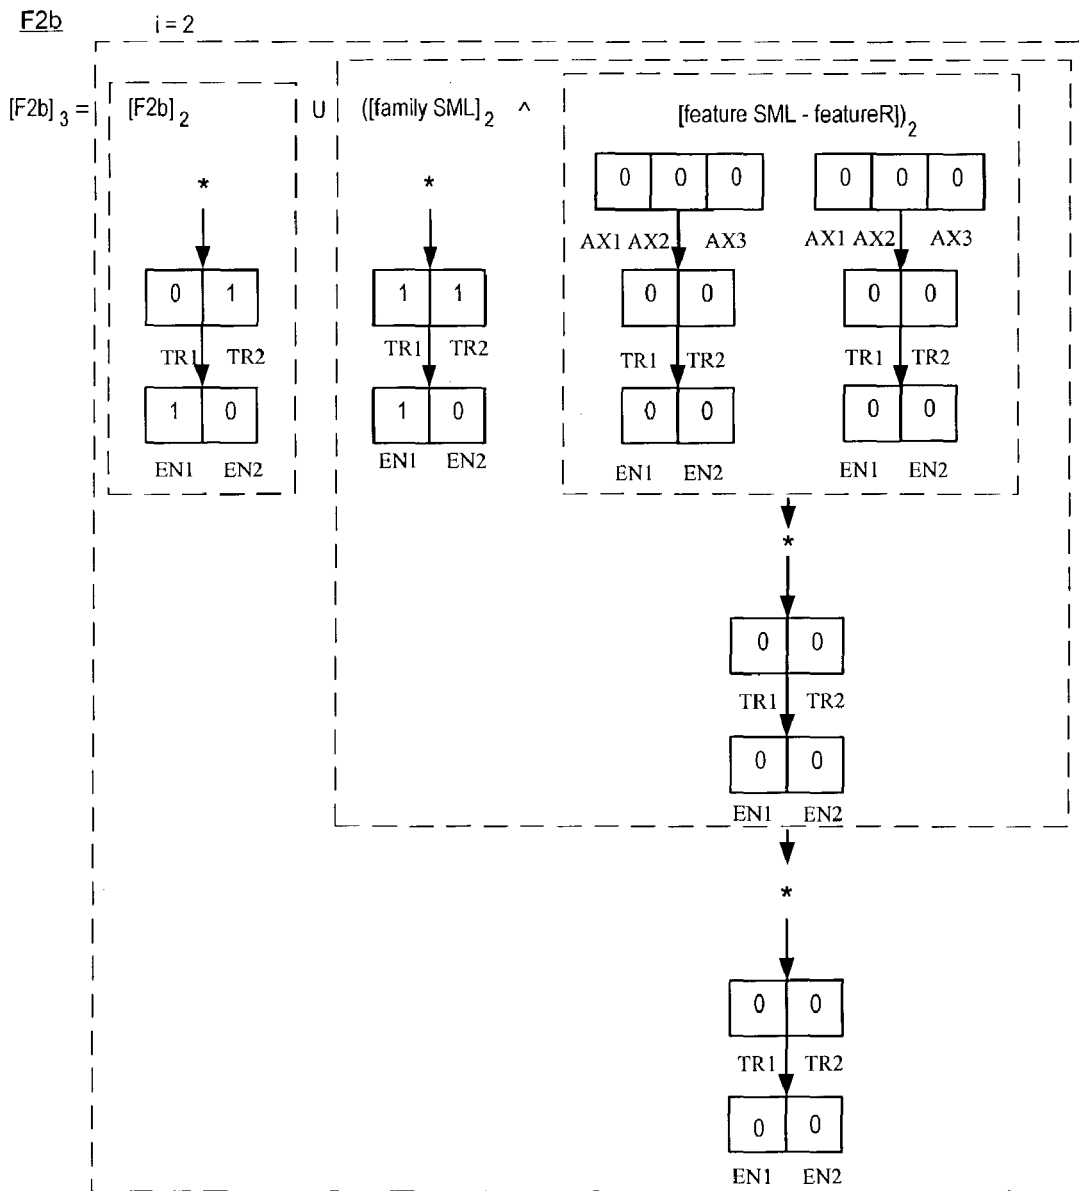 F2b
i = 2
[F2b] 3 = [F2b] 2 U ([family SML] 2 ^ [feature SML - featureR]) 2
* * 0 0 0 0 0 0
AX1 AX2 AX3 AX1 AX2 AX3
0 1 1 1 0 0 0 0
TR1 TR2 TR1 TR2 TR1 TR2 TR1 TR2
1 0 1 0 0 0 0 0
EN1 EN2 EN1 EN2 EN1 EN2 EN1 EN2
*
0 0
TR1 TR2
0 0
EN1 EN2
*
0 0
TR1 TR2
0 0
EN1 EN2